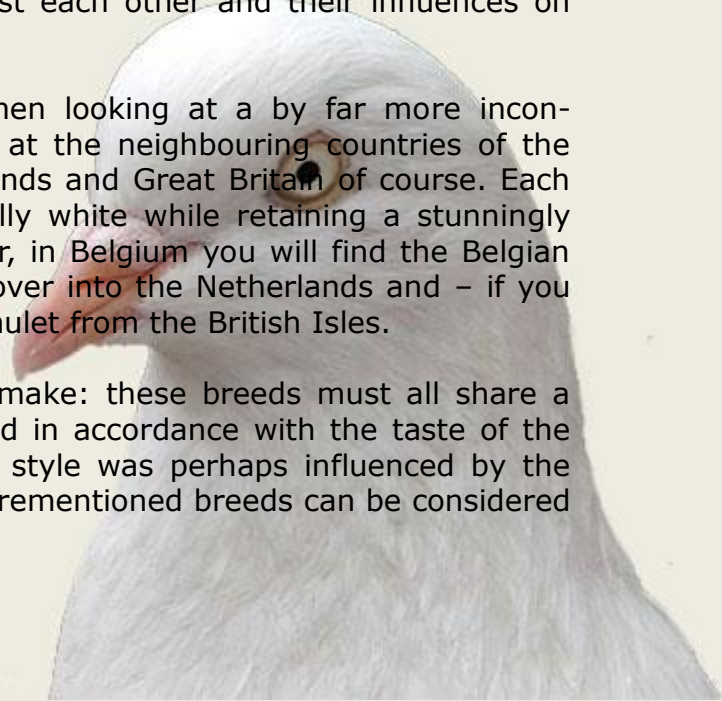 st each other and their influences on
hen looking at a by far more incon-
at the neighbouring countries of the
nds and Great Britain of course. Each
lly white while retaining a stunningly
r, in Belgium you will find the Belgian
over into the Netherlands and – if you
ulet from the British Isles.
make: these breeds must all share a
d in accordance with the taste of the
style was perhaps influenced by the
rementioned breeds can be considered